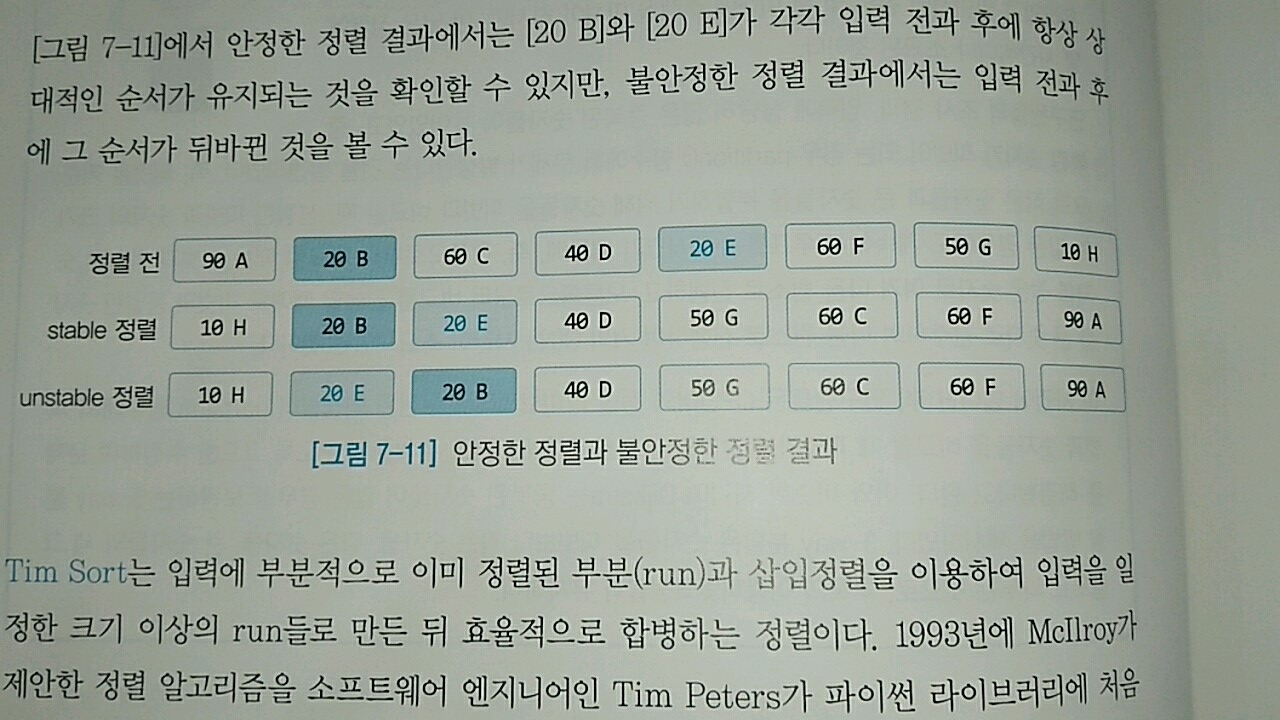 [그림 7-11]에서 안정한 정렬 결과에서는 [20 B]와 [20 E]가 각각 입력 전과 후에 항상 상
대적인 순서가 유지되는 것을 확인할 수 있지만, 불안정한 정렬 결과에서는 입력 전과 후
에 그 순서가 뒤바뀐 것을 볼 수 있다.
정렬 전 90 A 20 B 60 C 40 D 20 E 60 F 50 G 10 H
stable 정렬 10 H 20 B 20 E 40 D 50 G 60 C 60 F 90 A
unstable 정렬 10 H 20 E 20 B 40 D 50 G 60 C 60 F 90 A
[그림 7-11] 안정한 정렬과 불안정한 정렬 결과
Tim Sort는 입력에 부분적으로 이미 정렬된 부분(run)과 삽입정렬을 이용하여 입력을 일
정한 크기 이상의 run들로 만든 뒤 효율적으로 합병하는 정렬이다. 1993년에 McIlroy가
제안한 정렬 알고리즘을 소프트웨어 엔지니어인 Tim Peters가 파이썬 라이브러리에 처음